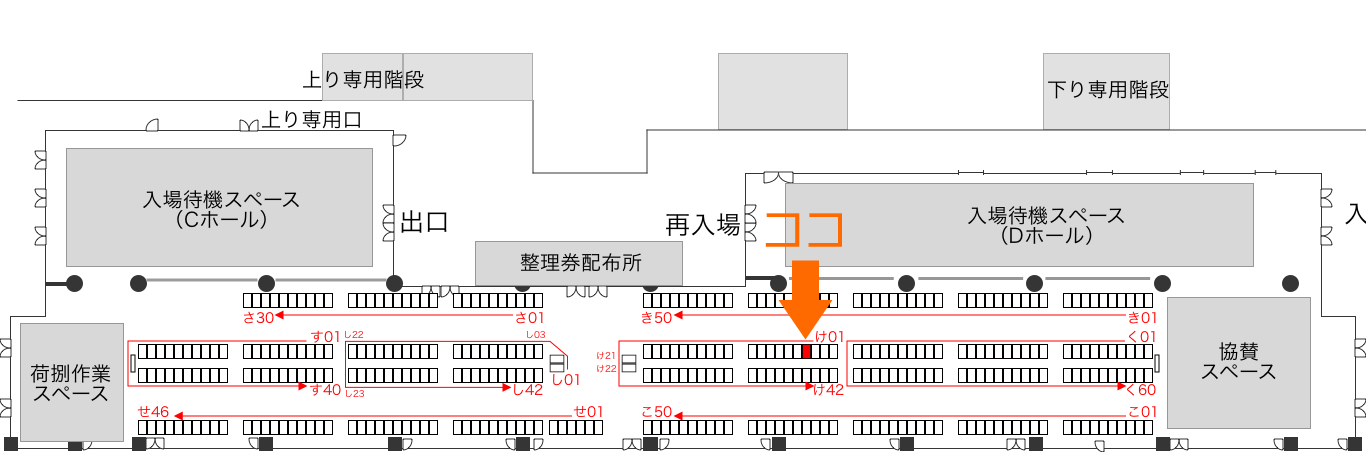 上り専用階段
下り専用階段
上り専用口
入場待機スペース
（Cホール）
出口
再入場
入場待機スペース
（Dホール）
入
整理券配布所
ココ
さ30
さ01
き50
き01
す01
し22
し03
け01
く01
け21
け22
し01
荷捌作業
スペース
協賛
スペース
す40
し23
し42
け42
く60
せ46
せ01
こ50
こ01